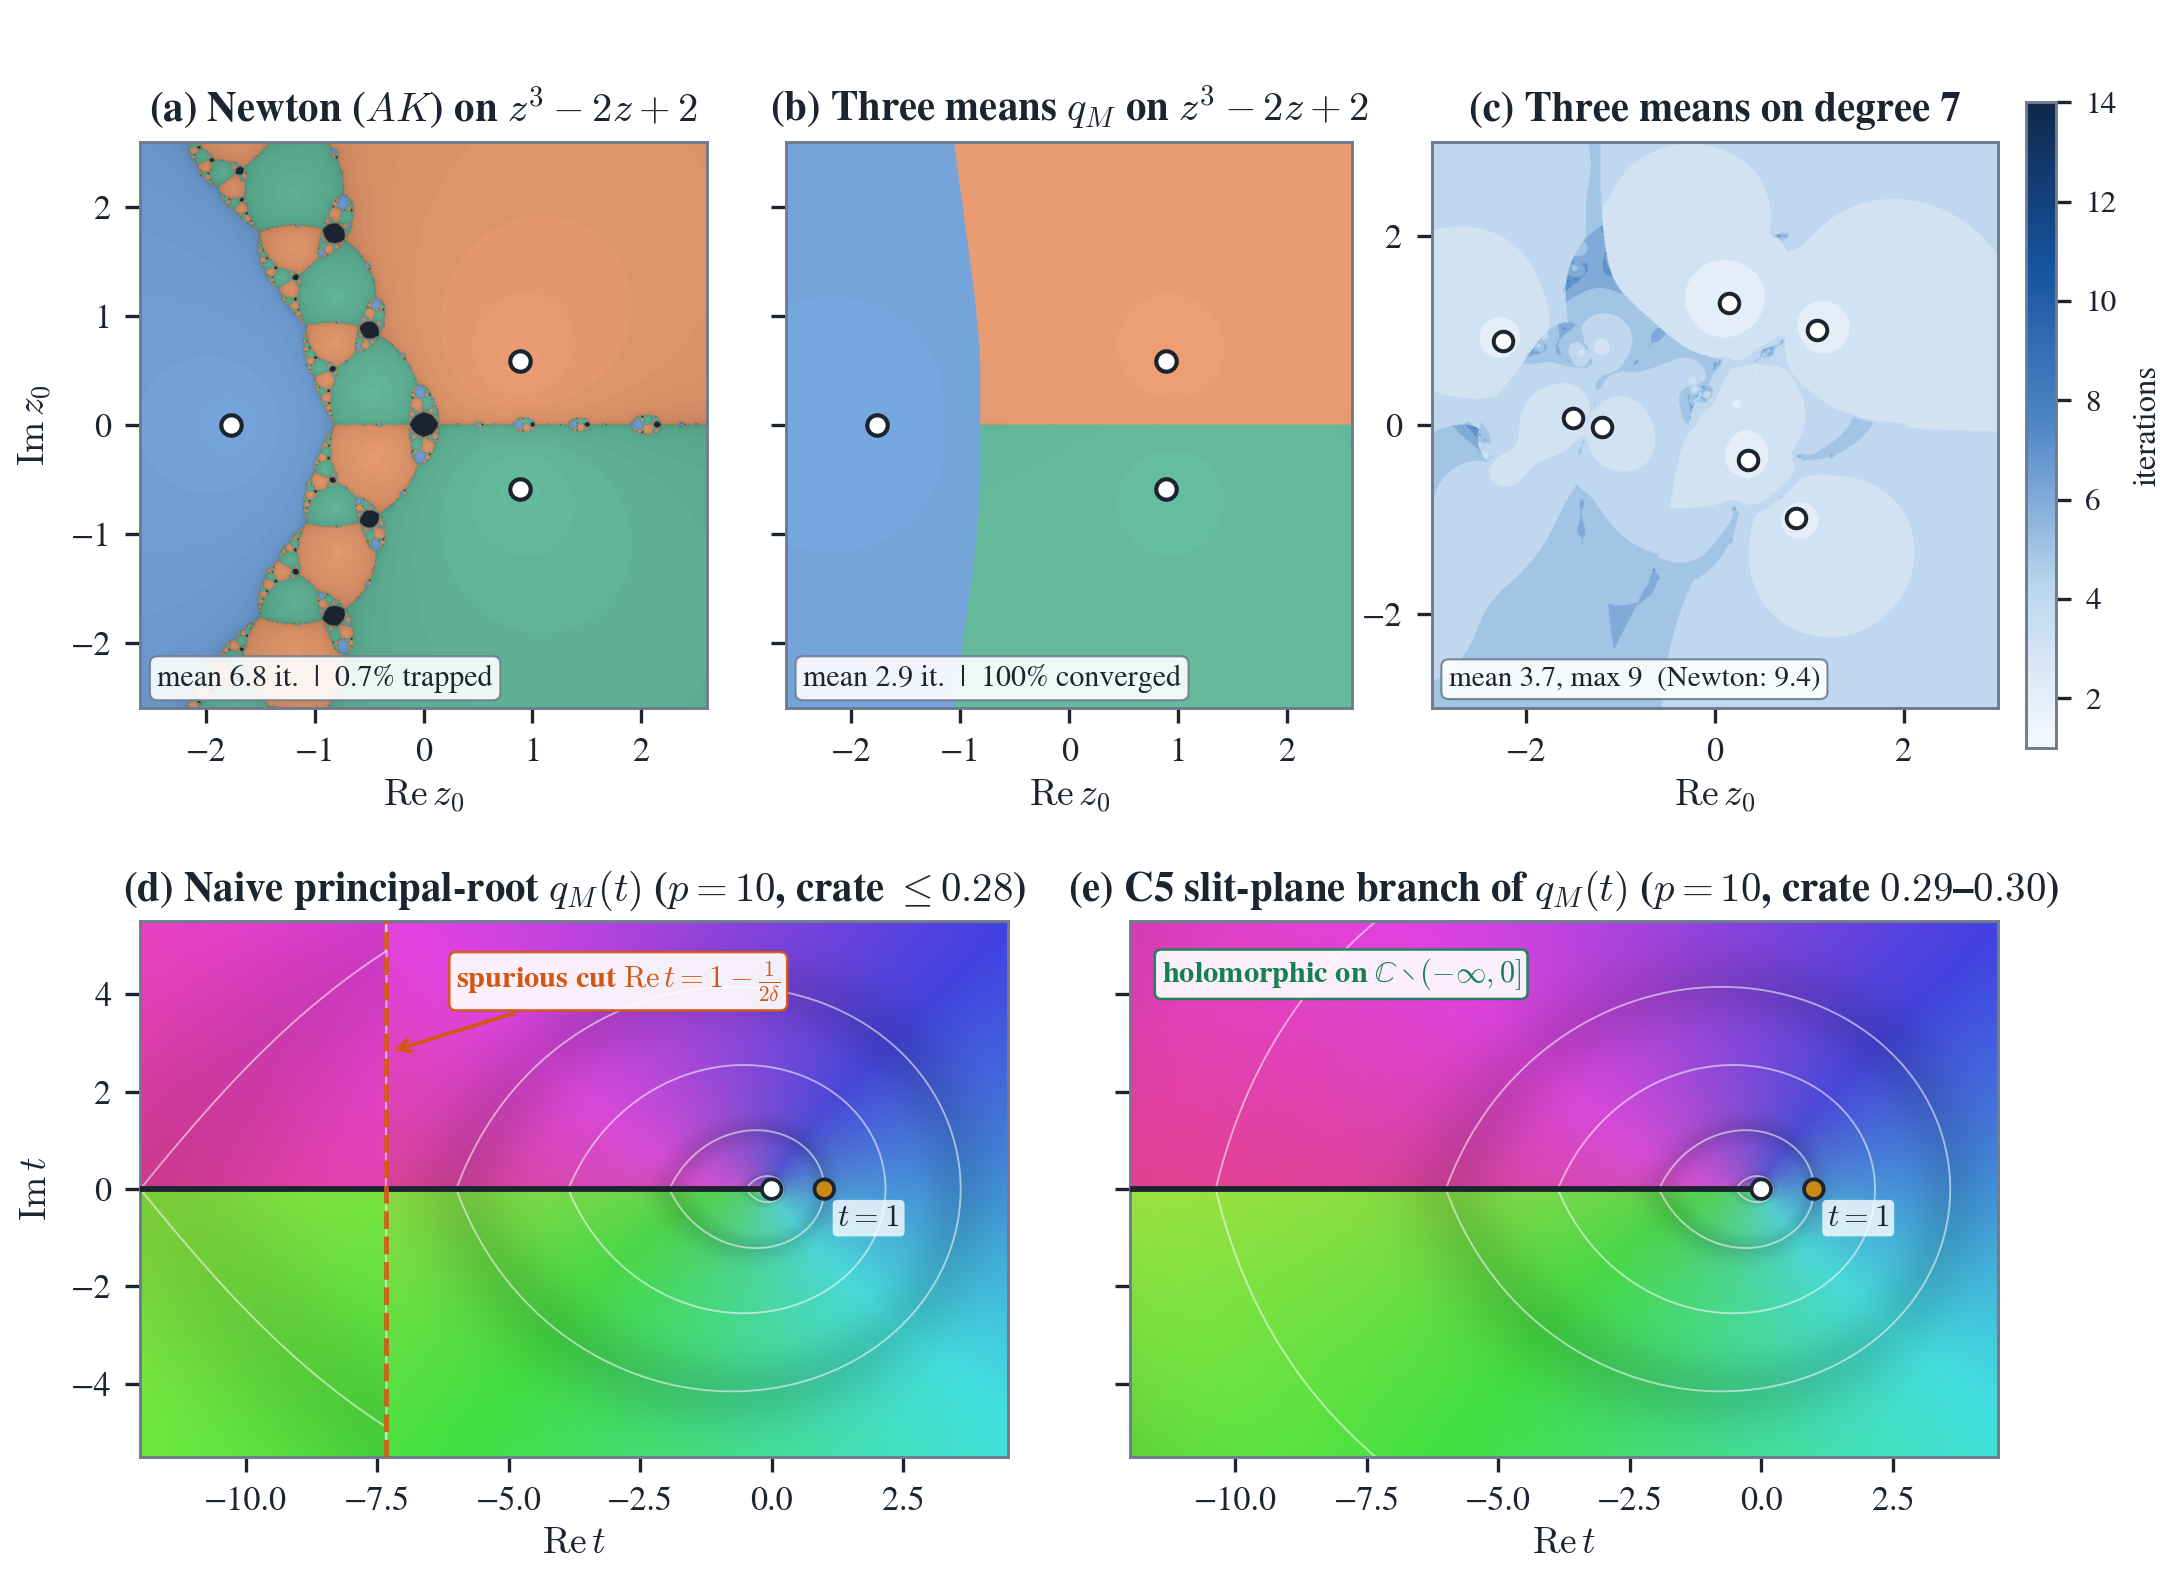 (a) Newton (AK) on z³ − 2z + 2
(b) Three means q_M on z³ − 2z + 2
(c) Three means on degree 7
Im z₀
2
1
0
−1
−2
mean 6.8 it. | 0.7% trapped
−2 −1 0 1 2
Re z₀
mean 2.9 it. | 100% converged
−2 −1 0 1 2
Re z₀
2
0
−2
mean 3.7, max 9 (Newton: 9.4)
−2 0 2
Re z₀
14
12
10
8
6
4
2
iterations
(d) Naive principal-root q_M(t) (p = 10, crate ≤ 0.28)
Im t
4
2
0
−2
−4
spurious cut Re t = 1 − 1/(2δ)
t = 1
−10.0 −7.5 −5.0 −2.5 0.0 2.5
Re t
(e) C5 slit-plane branch of q_M(t) (p = 10, crate 0.29–0.30)
holomorphic on ℂ∖(−∞, 0]
t = 1
−10.0 −7.5 −5.0 −2.5 0.0 2.5
Re t